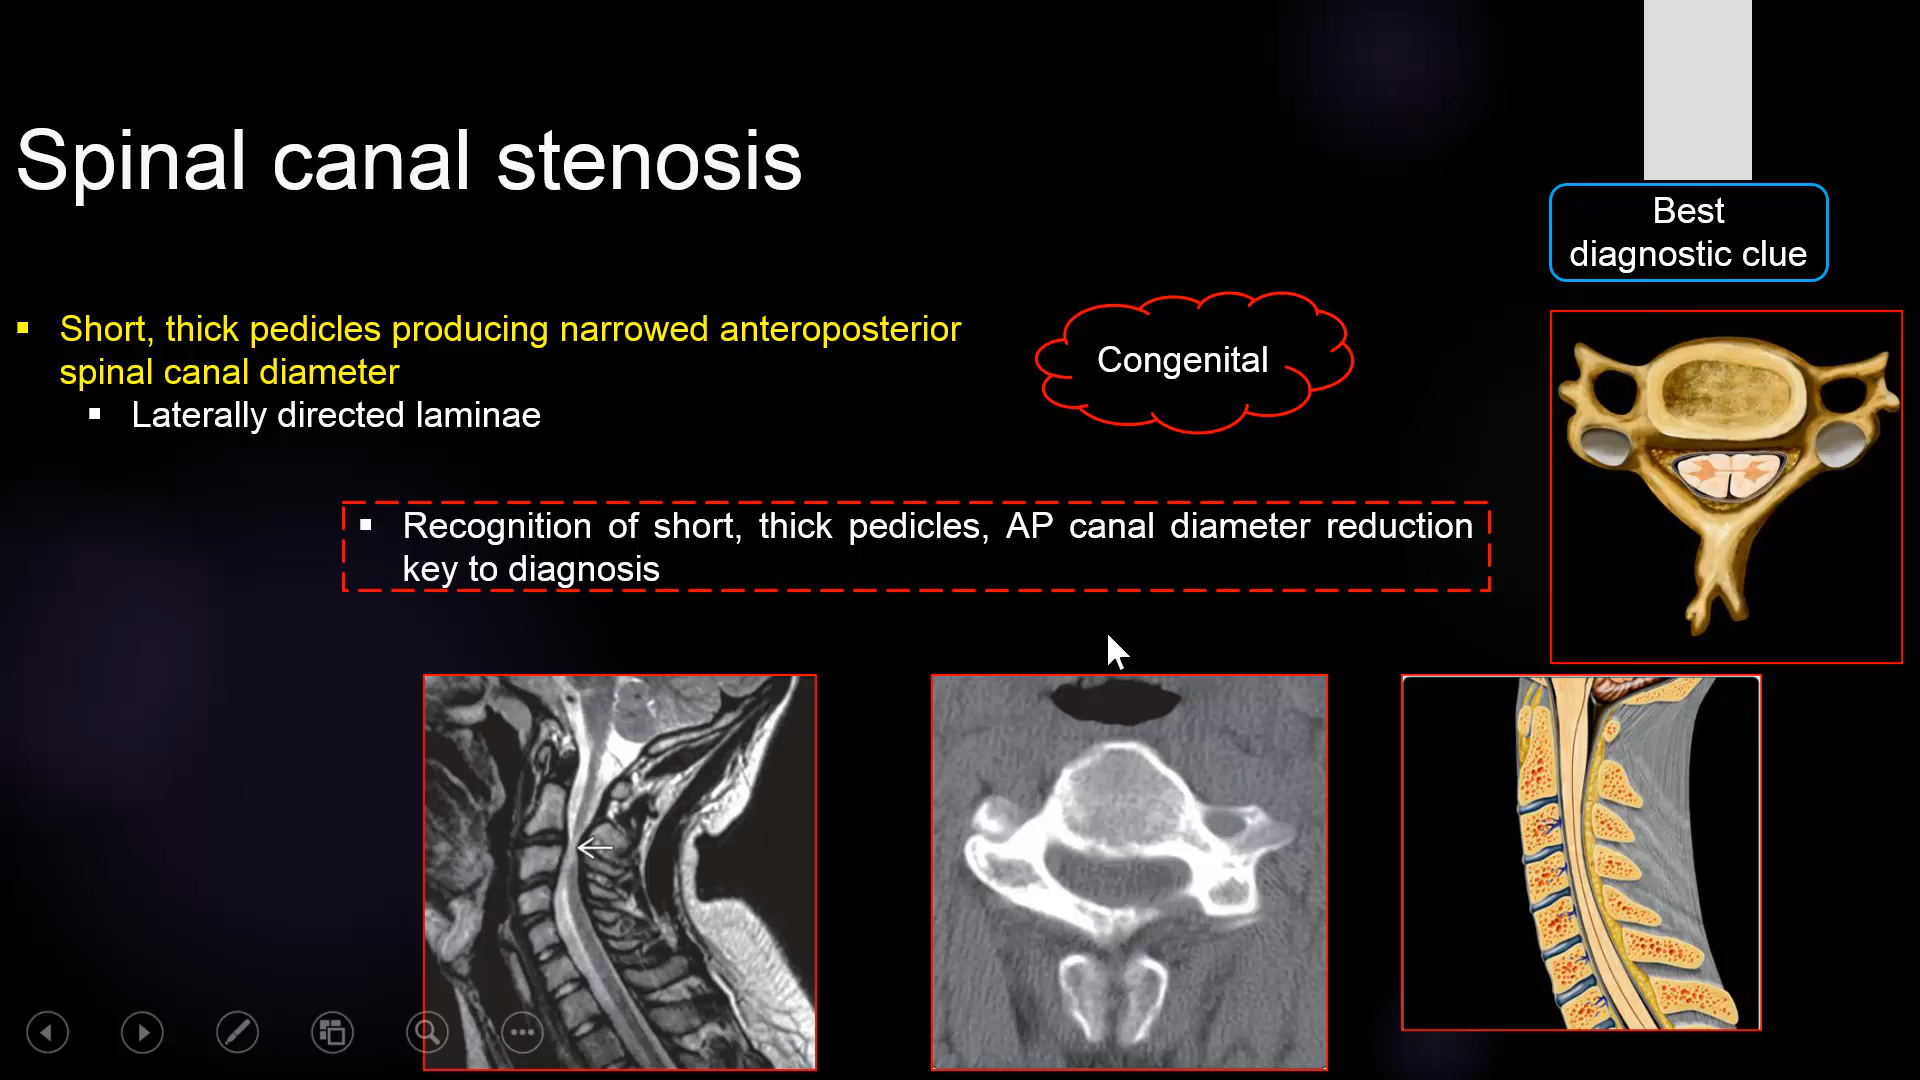 Spinal canal stenosis
Best
diagnostic clue
▪ Short, thick pedicles producing narrowed anteroposterior
spinal canal diameter
▪ Laterally directed laminae
Congenital
▪ Recognition of short, thick pedicles, AP canal diameter reduction
key to diagnosis